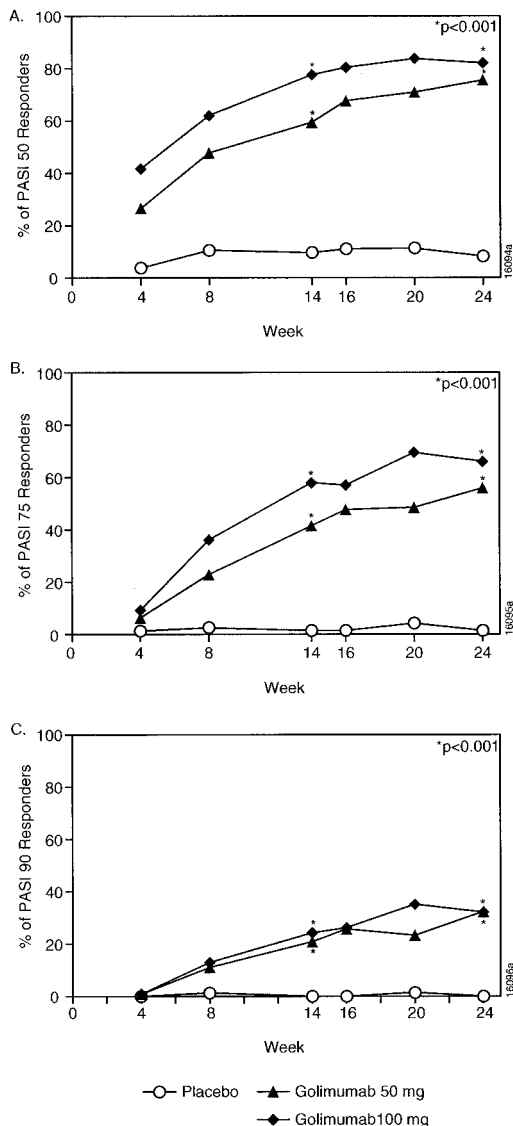 A.
*p<0.001
% of PASI 50 Responders
100
80
60
40
20
0
* * * *
0 4 8 14 16 20 24
Week
16094a
B.
*p<0.001
% of PASI 75 Responders
100
80
60
40
20
0
* * * *
0 4 8 14 16 20 24
Week
16095a
C.
*p<0.001
% of PASI 90 Responders
100
80
60
40
20
0
* * * *
0 4 8 14 16 20 24
Week
16096a
Placebo Golimumab 50 mg
Golimumab100 mg